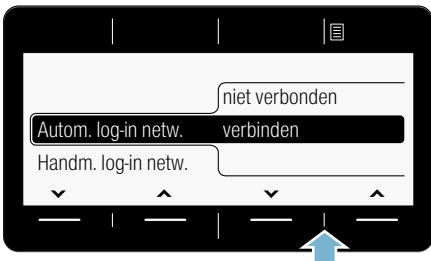 niet verbonden
Autom. log-in netw. verbinden
Handm. log-in netw.